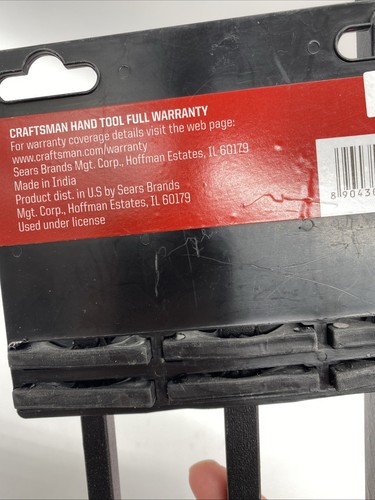 CRAFTSMAN HAND TOOL FULL WARRANTY
For warranty coverage details visit the web page:
www.craftsman.com/warranty
Sears Brands Mgt. Corp., Hoffman Estates, IL 60179
Made in India
Product dist. in U.S by Sears Brands
Mgt. Corp., Hoffman Estates, IL 60179
Used under license
8 90430